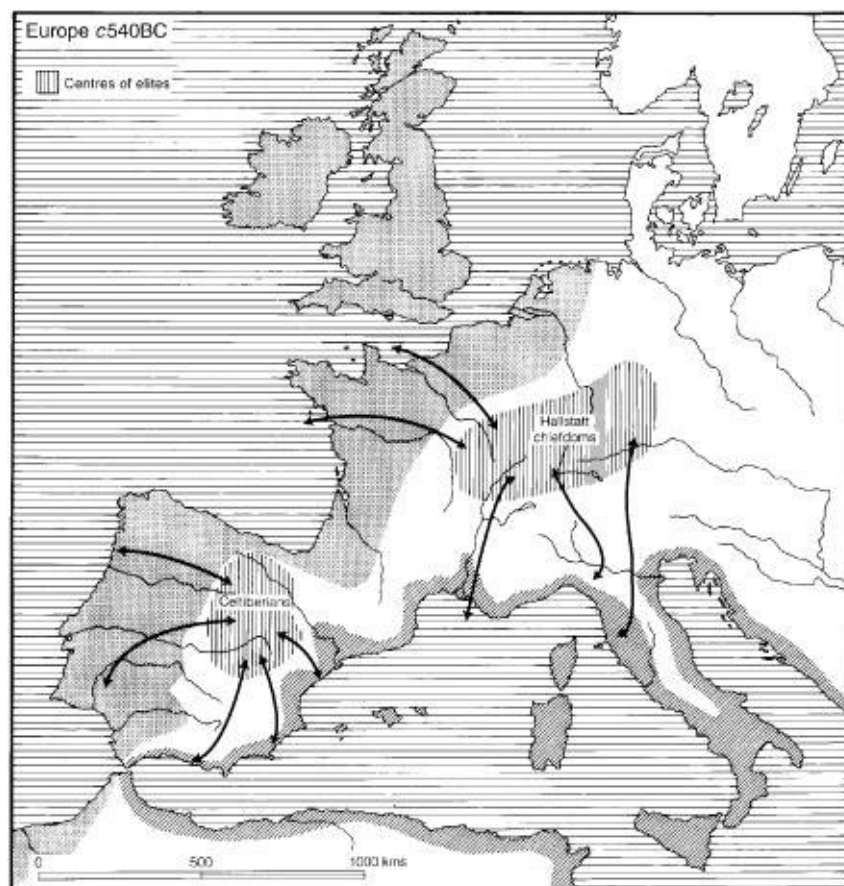 Europe c540BC
Centres of elites
Hallstatt
chiefdoms
Celtiberians
0 500 1000 kms